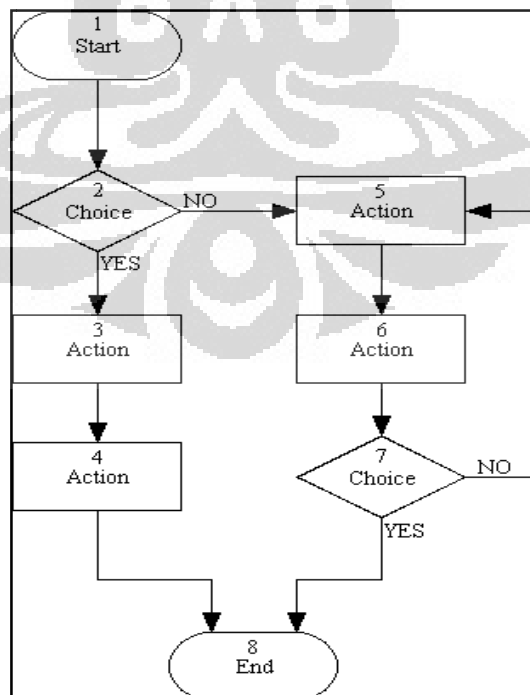 1
Start
2
Choice
NO
5
Action
YES
3
Action
6
Action
4
Action
7
Choice
NO
YES
8
End